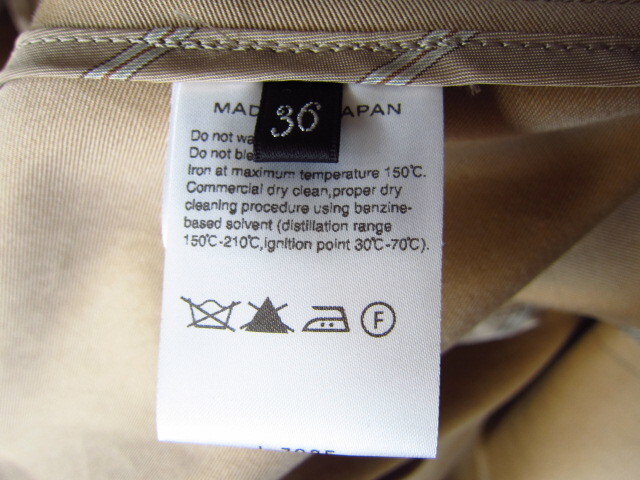 36
MAD APAN
Do not wa
Do not ble
Iron at maximum temperature 150℃.
Commercial dry clean,proper dry
cleaning procedure using benzine-
based solvent (distillation range
150℃-210℃,ignition point 30℃-70℃).
F